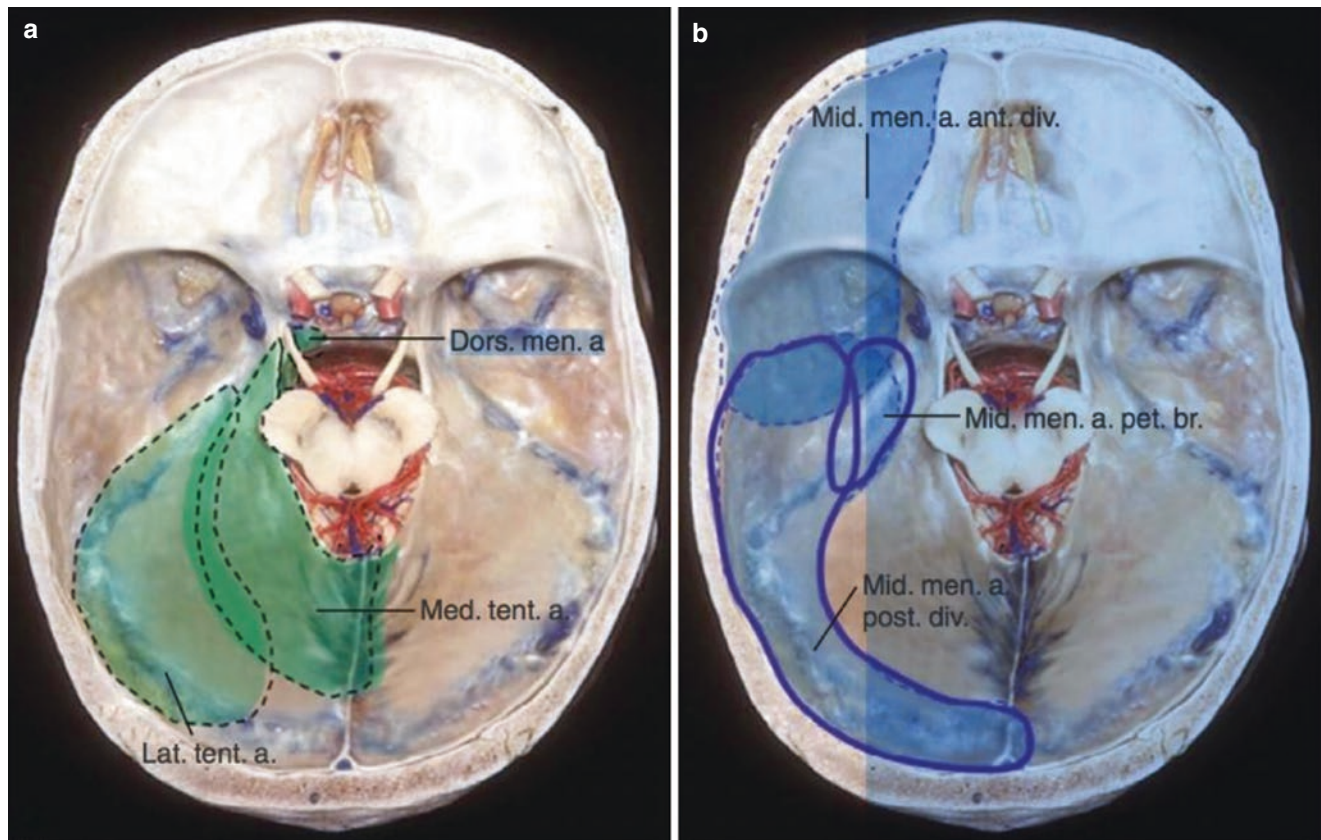 a
Dors. men. a
Med. tent. a.
Lat. tent. a.
b
Mid. men. a. ant. div.
Mid. men. a. pet. br.
Mid. men. a.
post. div.